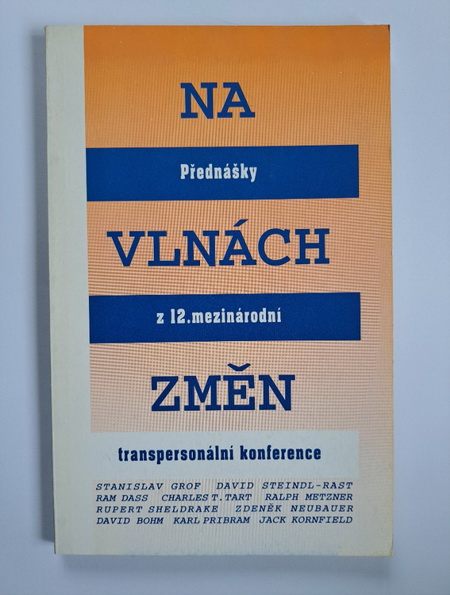 NA
Přednášky
VLNÁCH
z 12.mezinárodní
ZMĚN
transpersonální konference
STANISLAV GROF DAVID STEINDL-RAST
RAM DASS CHARLES T. TART RALPH METZNER
RUPERT SHELDRAKE ZDENĚK NEUBAUER
DAVID BOHM KARL PRIBRAM JACK KORNFIELD